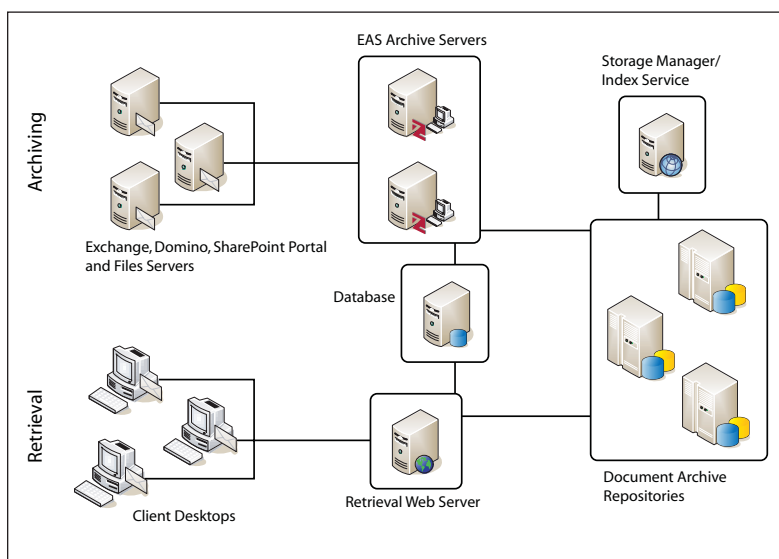 EAS Archive Servers
Storage Manager/
Index Service
Archiving
Exchange, Domino, SharePoint Portal
and Files Servers
Database
Retrieval
Client Desktops
Retrieval Web Server
Document Archive
Repositories